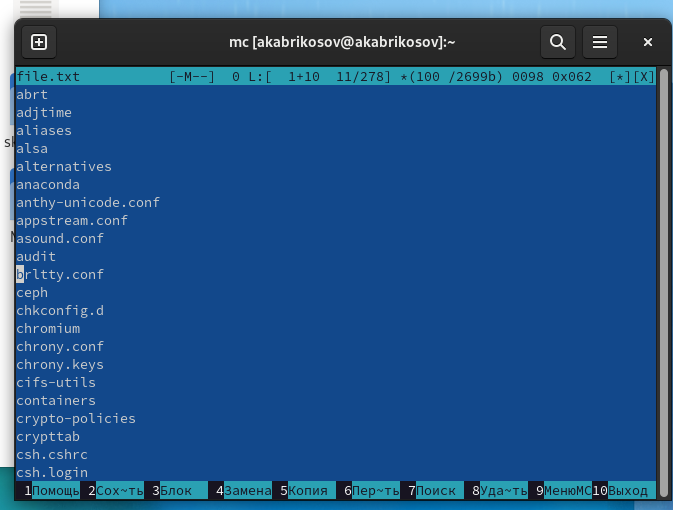 mc [akabrikosov@akabrikosov]:~
file.txt [-M--] 0 L:[ 1+10 11/278] *(100 /2699b) 0098 0x062 [*][X]
abrt
adjtime
aliases
alsa
alternatives
anaconda
anthy-unicode.conf
appstream.conf
asound.conf
audit
brltty.conf
ceph
chkconfig.d
chromium
chrony.conf
chrony.keys
cifs-utils
containers
crypto-policies
crypttab
csh.cshrc
csh.login
1Помощь 2Сох~ть 3Блок 4Замена 5Копия 6Пер~ть 7Поиск 8Уда~ть 9МенюMC 10Выход